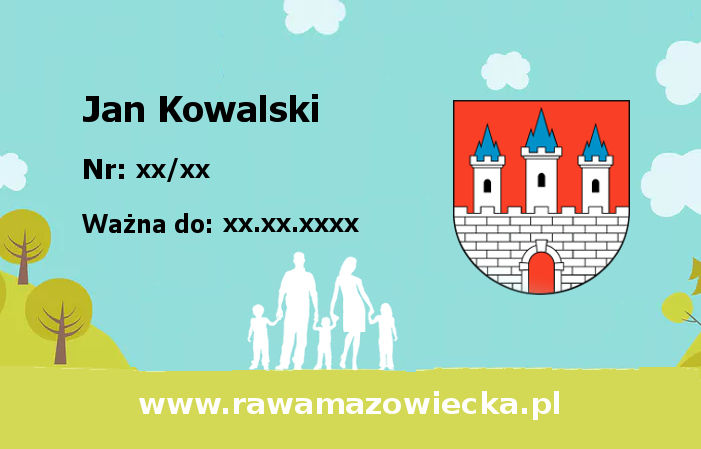 Jan Kowalski
Nr: xx/xx
Ważna do: xx.xx.xxxx
www.rawamazowiecka.pl